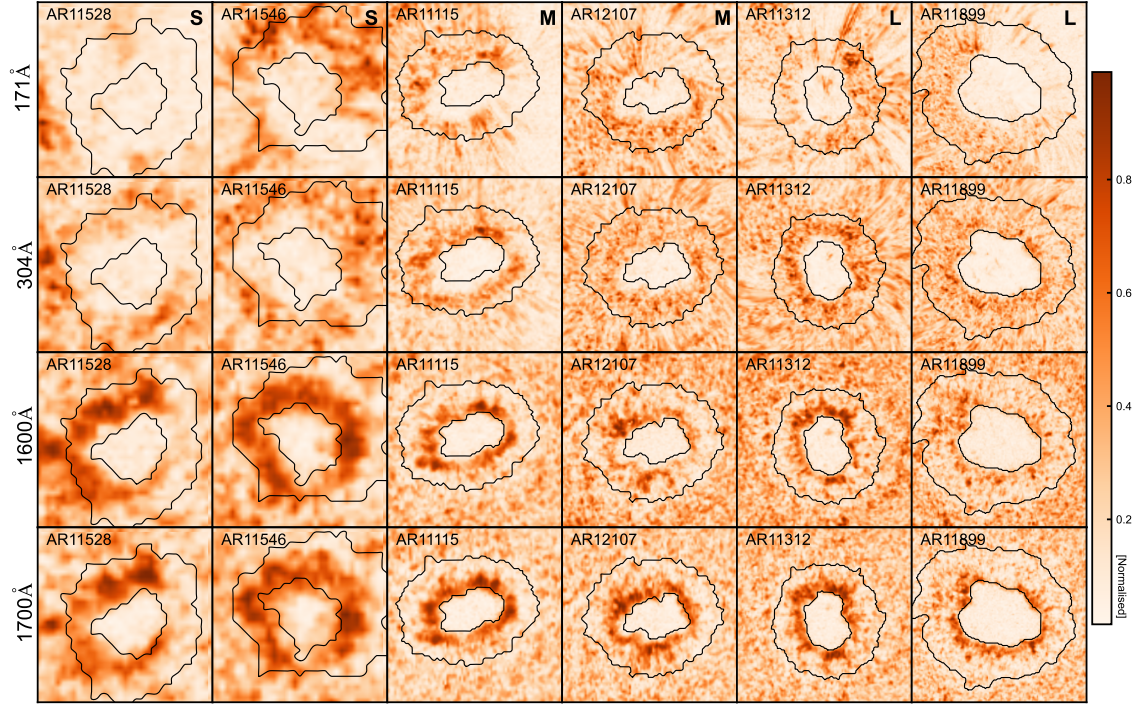 AR11528 S AR11546 S AR11115 M AR12107 M AR11312 L AR11899 L
171Å
AR11528 AR11546 AR11115 AR12107 AR11312 AR11899
304Å
AR11528 AR11546 AR11115 AR12107 AR11312 AR11899
1600Å
AR11528 AR11546 AR11115 AR12107 AR11312 AR11899
1700Å
0.8
0.6
0.4
0.2
[Normalised]